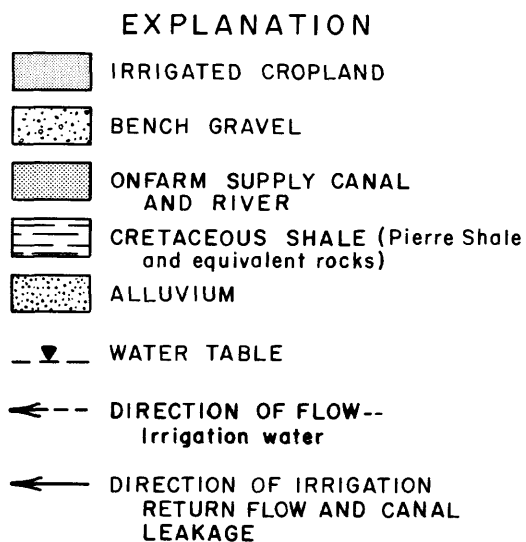 EXPLANATION
IRRIGATED CROPLAND
BENCH GRAVEL
ONFARM SUPPLY CANAL
AND RIVER
CRETACEOUS SHALE (Pierre Shale
and equivalent rocks)
ALLUVIUM
WATER TABLE
DIRECTION OF FLOW--
Irrigation water
DIRECTION OF IRRIGATION
RETURN FLOW AND CANAL
LEAKAGE